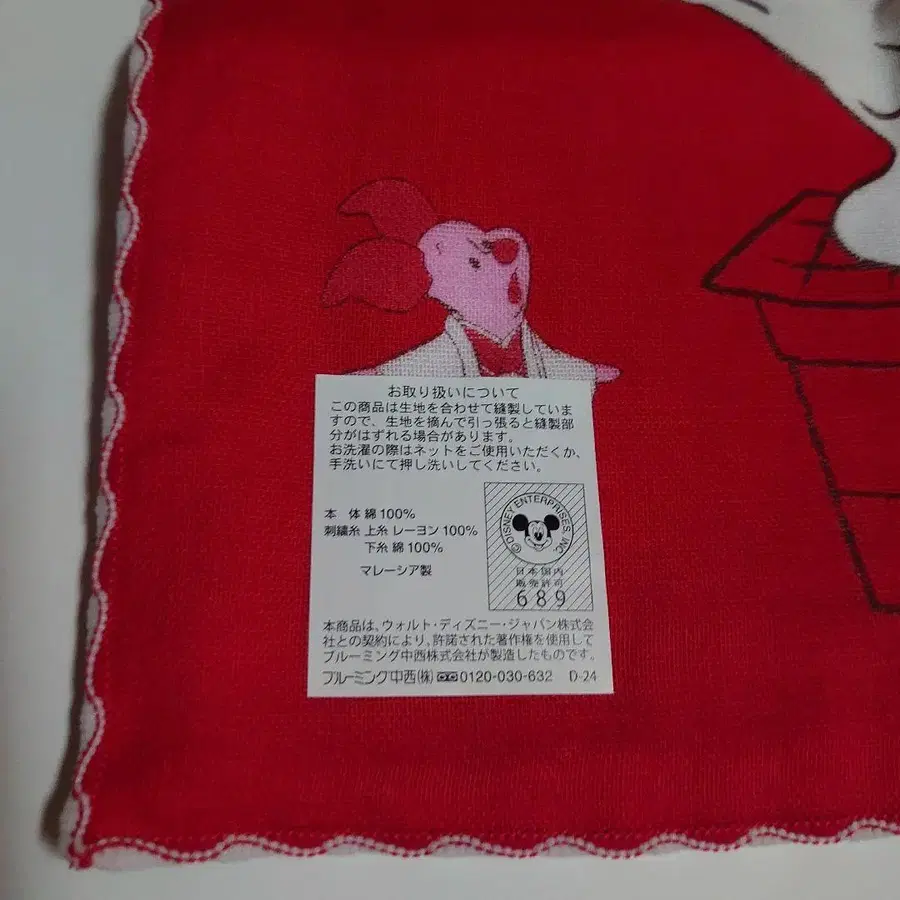 お取り扱いについて
この商品は生地を合わせて縫製していま
すので、生地を摘んで引っ張ると縫製部
分がはずれる場合があります。
お洗濯の際はネットをご使用いただくか、
手洗いにて押し洗いしてください。
本 体 綿 100%
刺繍糸 上糸 レーヨン 100%
下糸 綿 100%
マレーシア製
©DISNEY ENTERPRISES, INC.
日本国内
販売許可
689
本商品は、ウォルト・ディズニー・ジャパン株式会
社との契約により、許諾された著作権を使用して
ブルーミング中西株式会社が製造したものです。
ブルーミング中西(株) 0120-030-632 D-24